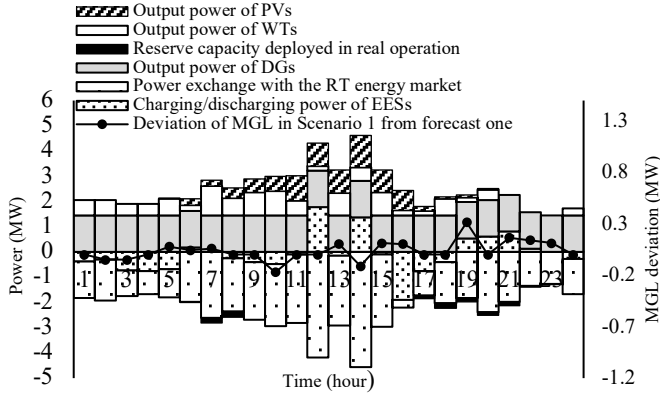 Output power of PVs
Output power of WTs
Reserve capacity deployed in real operation
Output power of DGs
Power exchange with the RT energy market
Charging/discharging power of EESs
Deviation of MGL in Scenario 1 from forecast one
6
5
4
3
2
1
0
-1
-2
-3
-4
-5
Power (MW)
1 3 5 7 9 11 13 15 17 19 21 23
Time (hour)
1.3
0.8
0.3
-0.2
-0.7
-1.2
MGL deviation (MW)